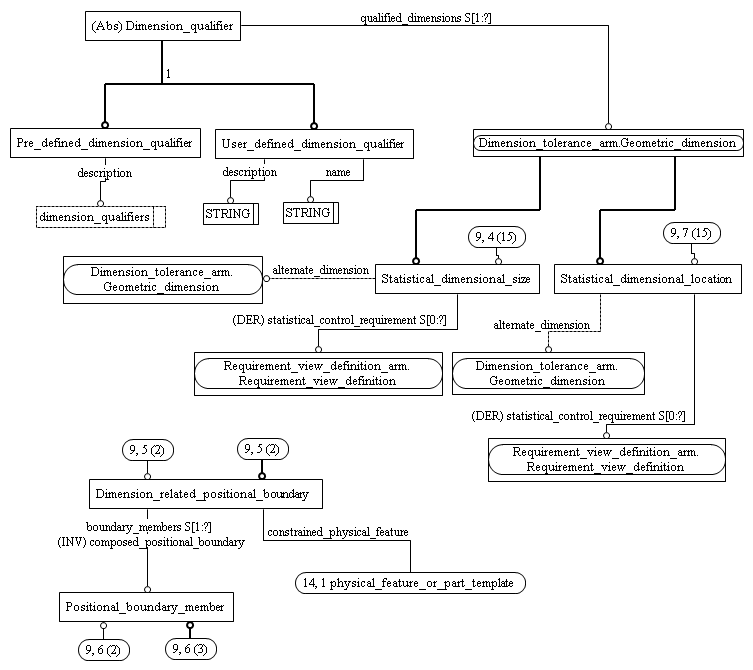 (Abs) Dimension_qualifier
qualified_dimensions S[1:?]
1
Pre_defined_dimension_qualifier
User_defined_dimension_qualifier
Dimension_tolerance_arm.Geometric_dimension
description
description
name
dimension_qualifiers
STRING
STRING
9, 4 (15)
9, 7 (15)
Dimension_tolerance_arm.
Geometric_dimension
alternate_dimension
Statistical_dimensional_size
Statistical_dimensional_location
(DER) statistical_control_requirement S[0:?]
alternate_dimension
Requirement_view_definition_arm.
Requirement_view_definition
Dimension_tolerance_arm.
Geometric_dimension
(DER) statistical_control_requirement S[0:?]
Requirement_view_definition_arm.
Requirement_view_definition
9, 5 (2)
9, 5 (2)
Dimension_related_positional_boundary
boundary_members S[1:?]
(INV) composed_positional_boundary
constrained_physical_feature
14, 1 physical_feature_or_part_template
Positional_boundary_member
9, 6 (2)
9, 6 (3)